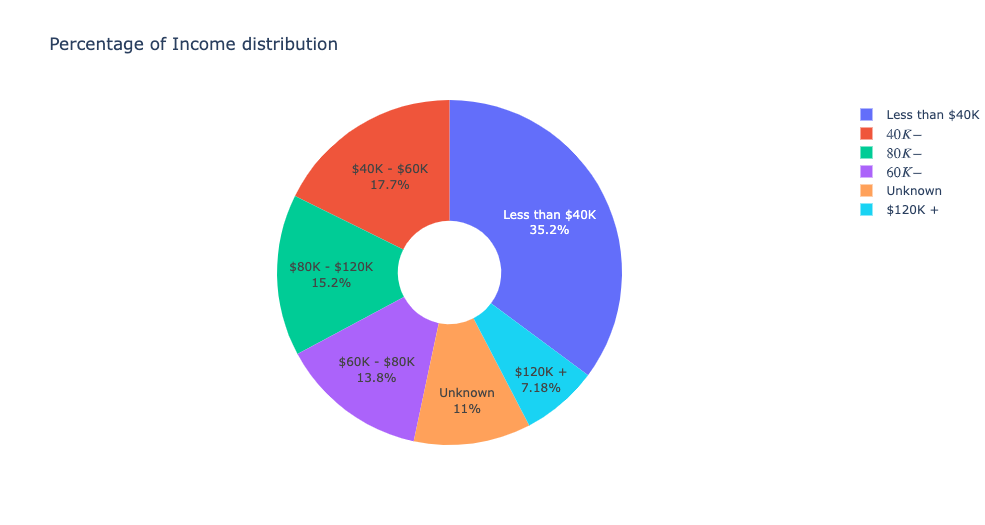 Percentage of Income distribution
Less than $40K
35.2%
$40K - $60K
17.7%
$80K - $120K
15.2%
$60K - $80K
13.8%
Unknown
11%
$120K +
7.18%
Less than $40K
40K−
80K−
60K−
Unknown
$120K +